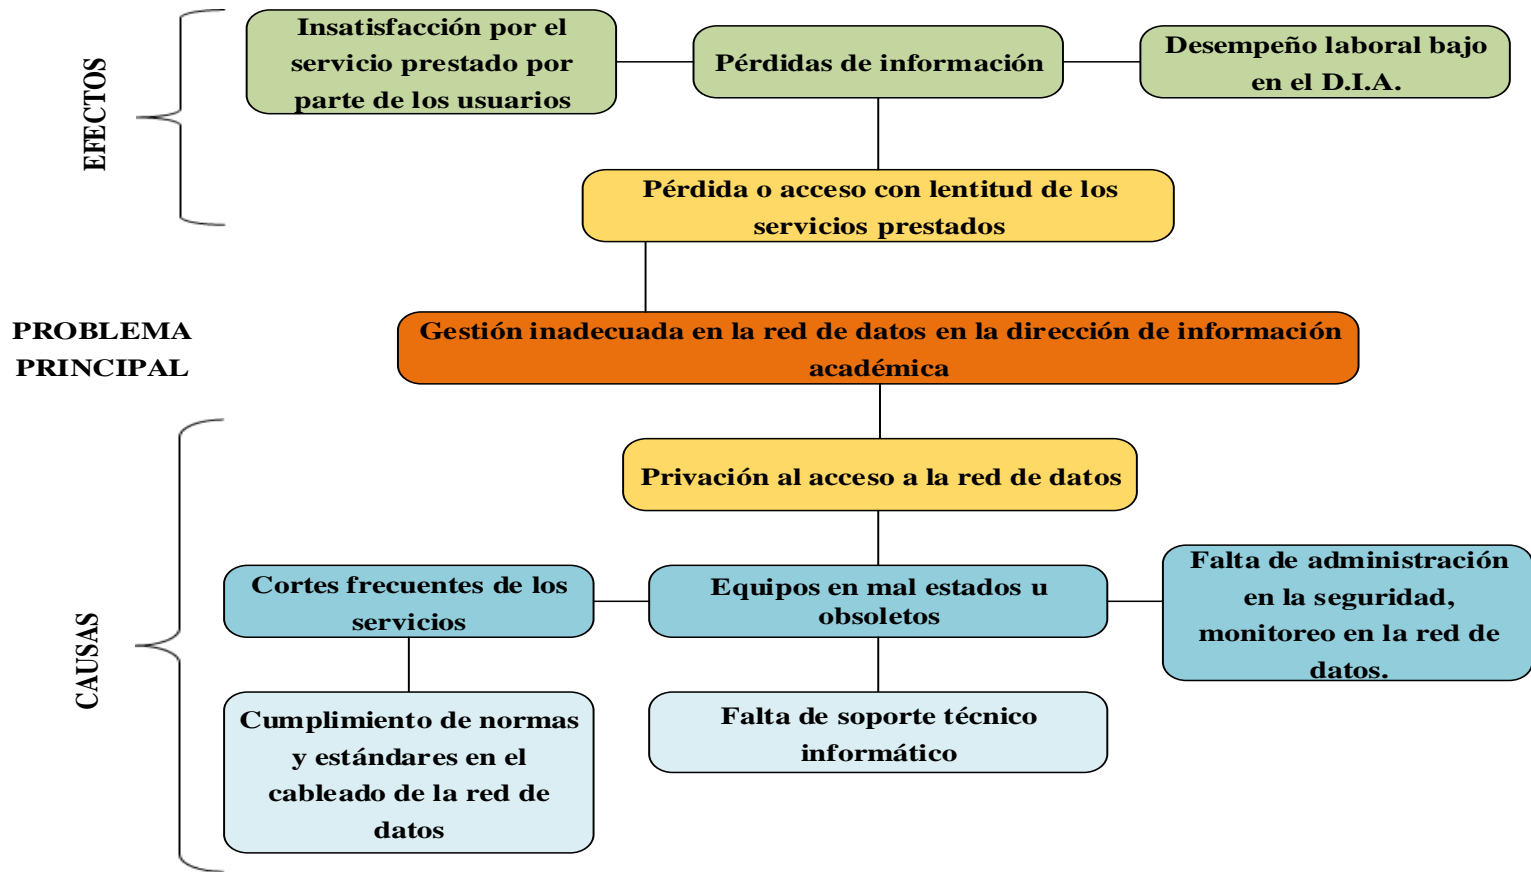 EFECTOS
Insatisfacción por el
servicio prestado por
parte de los usuarios
Pérdidas de información
Desempeño laboral bajo
en el D.I.A.
Pérdida o acceso con lentitud de los
servicios prestados
PROBLEMA
PRINCIPAL
Gestión inadecuada en la red de datos en la dirección de información
académica
CAUSAS
Privación al acceso a la red de datos
Cortes frecuentes de los
servicios
Equipos en mal estados u
obsoletos
Falta de administración
en la seguridad,
monitoreo en la red de
datos.
Cumplimiento de normas
y estándares en el
cableado de la red de
datos
Falta de soporte técnico
informático